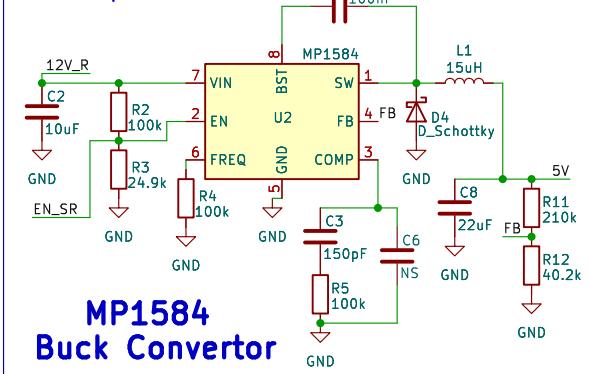 100nF
MP1584
12V_R
7
VIN
BST
8
SW
1
L1
15uH
C2
10uF
R2
100k
2
EN
U2
FB
4
FB
D4
D_Schottky
R3
24.9k
6
FREQ
GND
5
COMP
3
GND
GND
5V
EN_SR
R4
100k
C8
22uF
R11
210k
FB
GND
GND
C3
150pF
C6
NS
R12
40.2k
GND
GND
R5
100k
MP1584
Buck Convertor
GND
GND